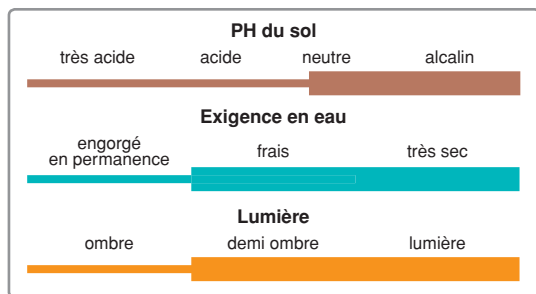 PH du sol
très acide acide neutre alcalin
Exigence en eau
engorgé
en permanence frais très sec
Lumière
ombre demi ombre lumière